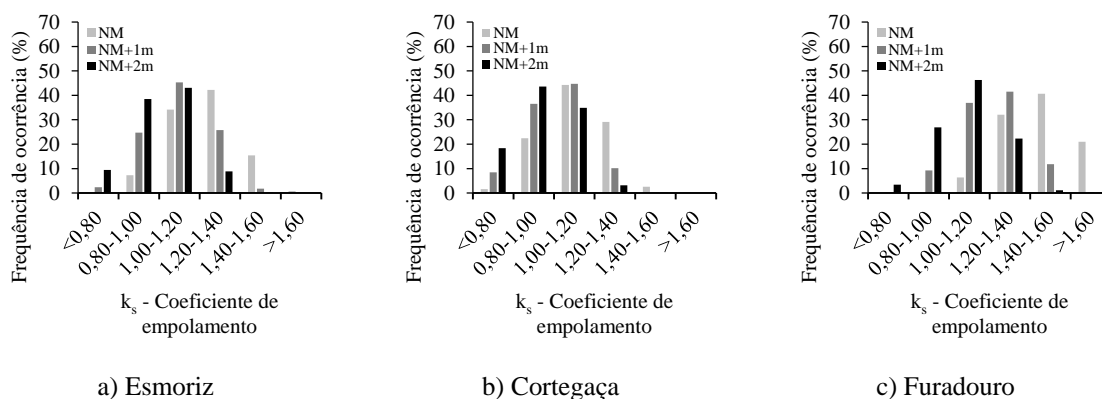 Frequência de ocorrência (%)
70
60
50
40
30
20
10
0
NM
NM+1m
NM+2m
<0,80
0,80-1,00
1,00-1,20
1,20-1,40
1,40-1,60
>1,60
ks - Coeficiente de
empolamento
a) Esmoriz
Frequência de ocorrência (%)
70
60
50
40
30
20
10
0
NM
NM+1m
NM+2m
<0,80
0,80-1,00
1,00-1,20
1,20-1,40
1,40-1,60
>1,60
ks - Coeficiente de
empolamento
b) Cortegaça
Frequência de ocorrência (%)
70
60
50
40
30
20
10
0
NM
NM+1m
NM+2m
<0,80
0,80-1,00
1,00-1,20
1,20-1,40
1,40-1,60
>1,60
ks - Coeficiente de
empolamento
c) Furadouro